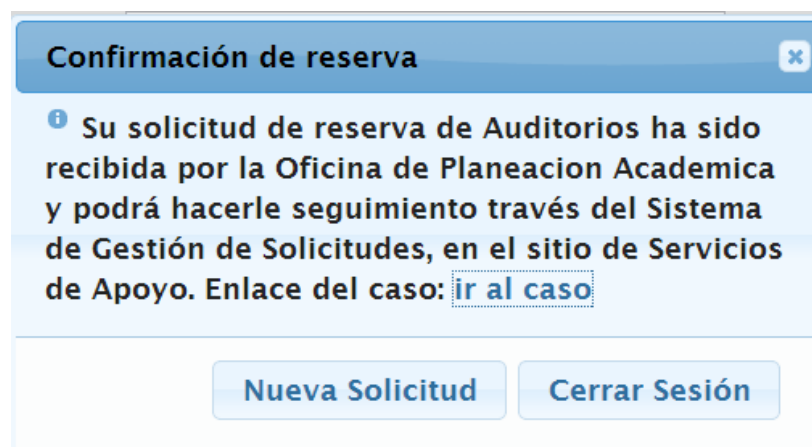 Confirmación de reserva
Su solicitud de reserva de Auditorios ha sido
recibida por la Oficina de Planeacion Academica
y podrá hacerle seguimiento través del Sistema
de Gestión de Solicitudes, en el sitio de Servicios
de Apoyo. Enlace del caso: ir al caso
Nueva Solicitud Cerrar Sesión